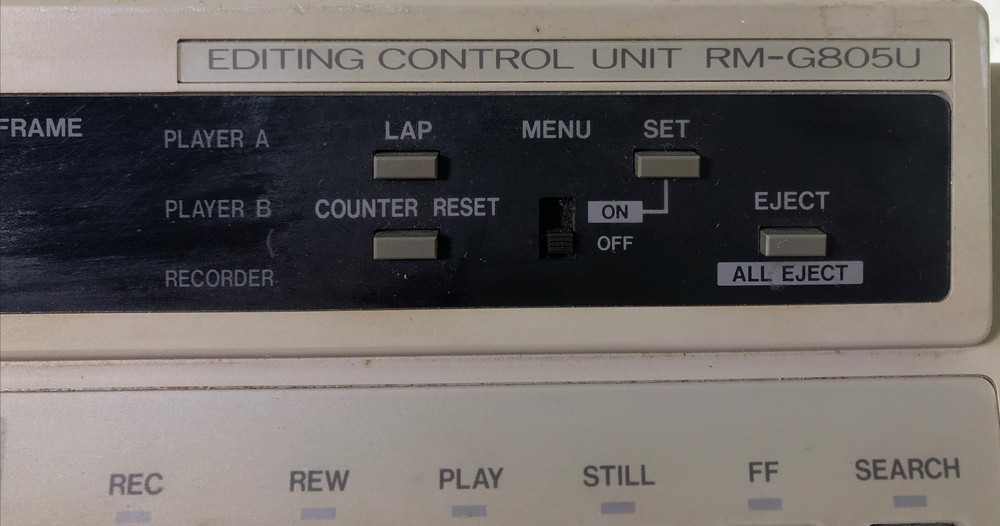 EDITING CONTROL UNIT RM-G805U
FRAME
PLAYER A
LAP
MENU
SET
PLAYER B
COUNTER RESET
ON
OFF
EJECT
RECORDER
ALL EJECT
REC
REW
PLAY
STILL
FF
SEARCH